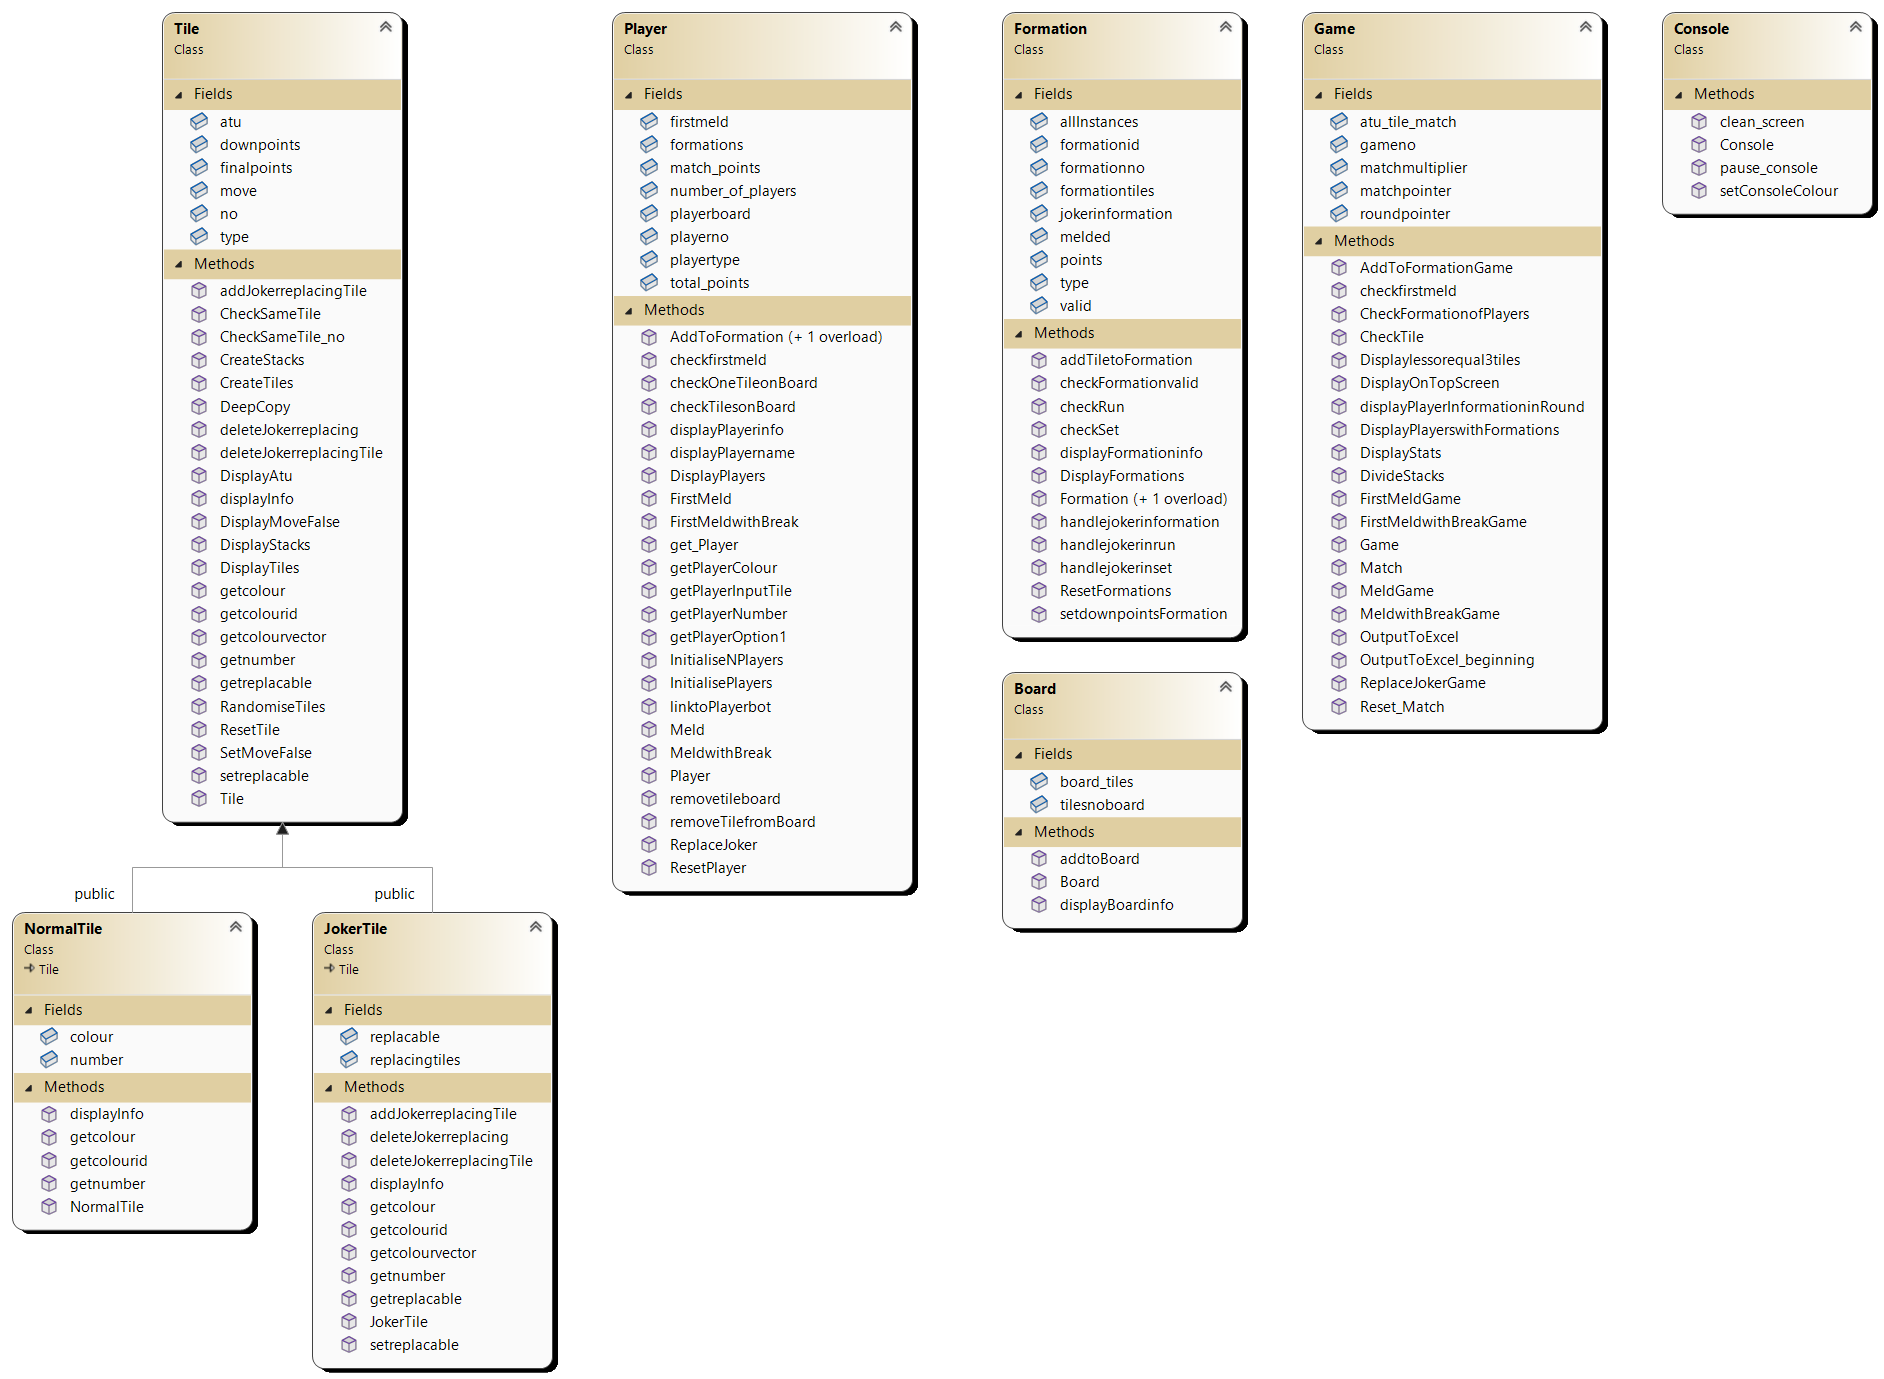 Tile
Class
Fields
atu
downpoints
finalpoints
move
no
type
Methods
addJokerreplacingTile
CheckSameTile
CheckSameTile_no
CreateStacks
CreateTiles
DeepCopy
deleteJokerreplacing
deleteJokerreplacingTile
DisplayAtu
displayInfo
DisplayMoveFalse
DisplayStacks
DisplayTiles
getcolour
getcolourid
getcolourvector
getnumber
getreplacable
RandomiseTiles
ResetTile
SetMoveFalse
setreplacable
Tile
public
public
NormalTile
Class
Tile
Fields
colour
number
Methods
displayInfo
getcolour
getcolourid
getnumber
NormalTile
JokerTile
Class
Tile
Fields
replacable
replacingtiles
Methods
addJokerreplacingTile
deleteJokerreplacing
deleteJokerreplacingTile
displayInfo
getcolour
getcolourid
getcolourvector
getnumber
getreplacable
JokerTile
setreplacable
Player
Class
Fields
firstmeld
formations
match_points
number_of_players
playerboard
playerno
playertype
total_points
Methods
AddToFormation (+ 1 overload)
checkfirstmeld
checkOneTileonBoard
checkTilesonBoard
displayPlayerinfo
displayPlayername
DisplayPlayers
FirstMeld
FirstMeldwithBreak
get_Player
getPlayerColour
getPlayerInputTile
getPlayerNumber
getPlayerOption1
InitialiseNPlayers
InitialisePlayers
linktoPlayerbot
Meld
MeldwithBreak
Player
removetileboard
removeTilefromBoard
ReplaceJoker
ResetPlayer
Formation
Class
Fields
allInstances
formationid
formationno
formationtiles
jokerinformation
melded
points
type
valid
Methods
addTiletoFormation
checkFormationvalid
checkRun
checkSet
displayFormationinfo
DisplayFormations
Formation (+ 1 overload)
handlejokerinformation
handlejokerinrun
handlejokerinset
ResetFormations
setdownpointsFormation
Board
Class
Fields
board_tiles
tilesnoboard
Methods
addtoBoard
Board
displayBoardinfo
Game
Class
Fields
atu_tile_match
gameno
matchmultiplier
matchpointer
roundpointer
Methods
AddToFormationGame
checkfirstmeld
CheckFormationofPlayers
CheckTile
Displaylessorequal3tiles
DisplayOnTopScreen
displayPlayerInformationinRound
DisplayPlayerswithFormations
DisplayStats
DivideStacks
FirstMeldGame
FirstMeldwithBreakGame
Game
Match
MeldGame
MeldwithBreakGame
OutputToExcel
OutputToExcel_beginning
ReplaceJokerGame
Reset_Match
Console
Class
Methods
clean_screen
Console
pause_console
setConsoleColour